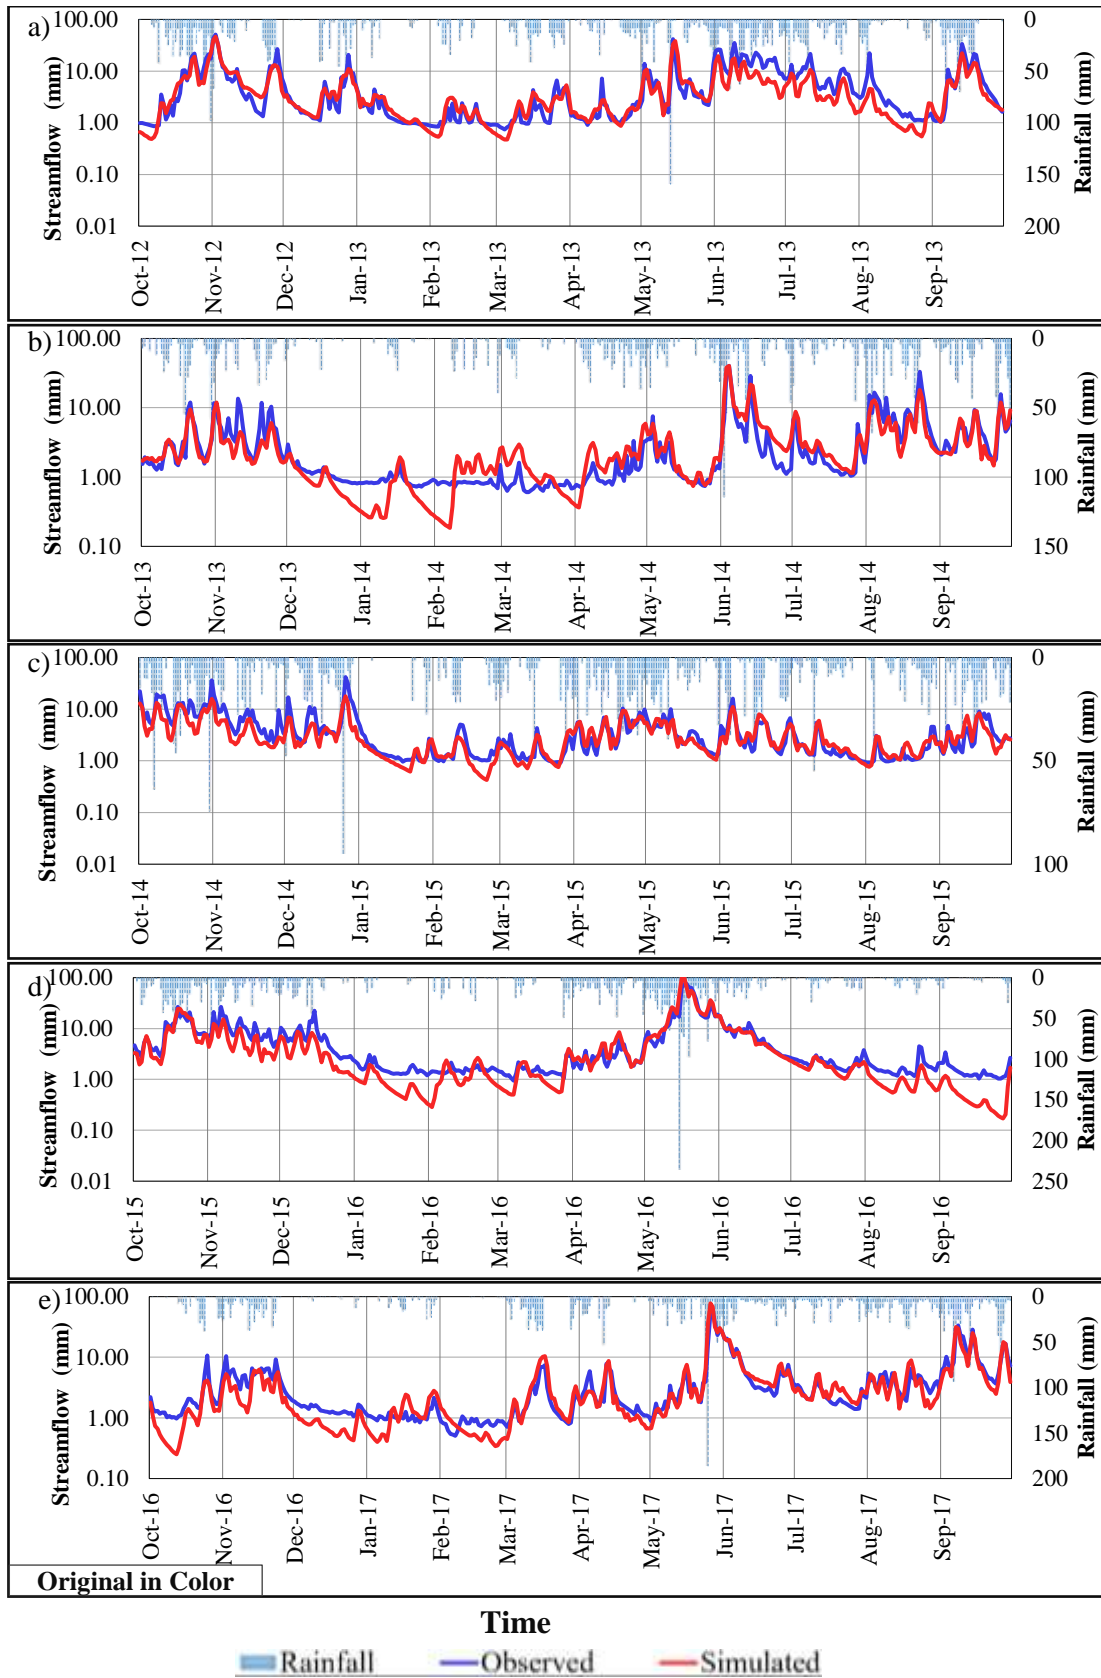 a)
100.00
10.00
1.00
0.10
0.01
Streamflow (mm)
0
50
100
150
200
Rainfall (mm)
Oct-12
Nov-12
Dec-12
Jan-13
Feb-13
Mar-13
Apr-13
May-13
Jun-13
Jul-13
Aug-13
Sep-13
b)
100.00
10.00
1.00
0.10
Streamflow (mm)
0
50
100
150
Rainfall (mm)
Oct-13
Nov-13
Dec-13
Jan-14
Feb-14
Mar-14
Apr-14
May-14
Jun-14
Jul-14
Aug-14
Sep-14
c)
100.00
10.00
1.00
0.10
0.01
Streamflow (mm)
0
50
100
Rainfall (mm)
Oct-14
Nov-14
Dec-14
Jan-15
Feb-15
Mar-15
Apr-15
May-15
Jun-15
Jul-15
Aug-15
Sep-15
d)
100.00
10.00
1.00
0.10
0.01
Streamflow (mm)
0
50
100
150
200
250
Rainfall (mm)
Oct-15
Nov-15
Dec-15
Jan-16
Feb-16
Mar-16
Apr-16
May-16
Jun-16
Jul-16
Aug-16
Sep-16
e)
100.00
10.00
1.00
0.10
Streamflow (mm)
0
50
100
150
200
Rainfall (mm)
Oct-16
Nov-16
Dec-16
Jan-17
Feb-17
Mar-17
Apr-17
May-17
Jun-17
Jul-17
Aug-17
Sep-17
Original in Color
Time
Rainfall Observed Simulated